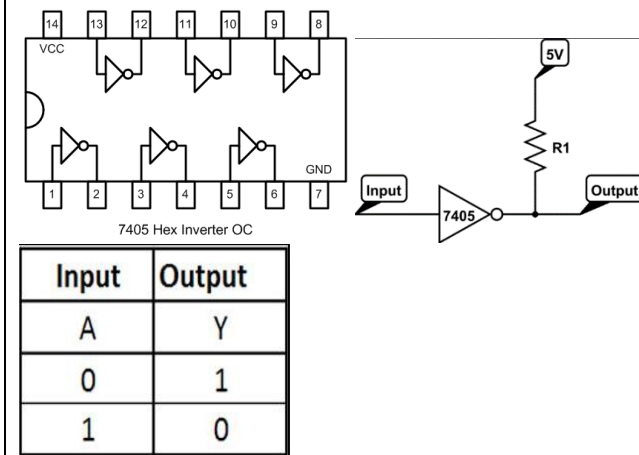 14 13 12 11 10 9 8
VCC
GND
1 2 3 4 5 6 7
7405 Hex Inverter OC
5V
R1
Input
7405
Output
Input Output
A Y
0 1
1 0